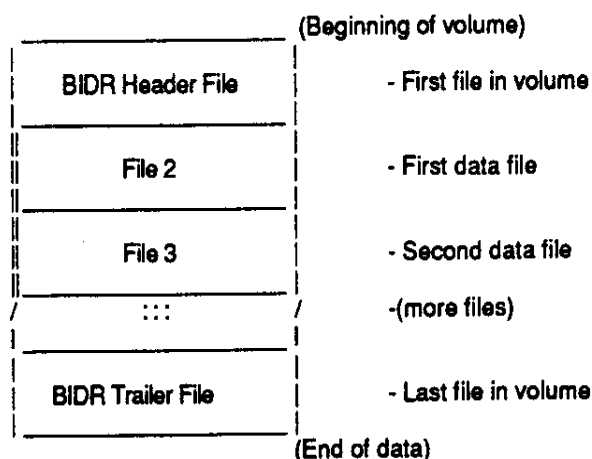 (Beginning of volume)
BIDR Header File - First file in volume
File 2 - First data file
File 3 - Second data file
/ ::: / -(more files)
BIDR Trailer File - Last file in volume
(End of data)